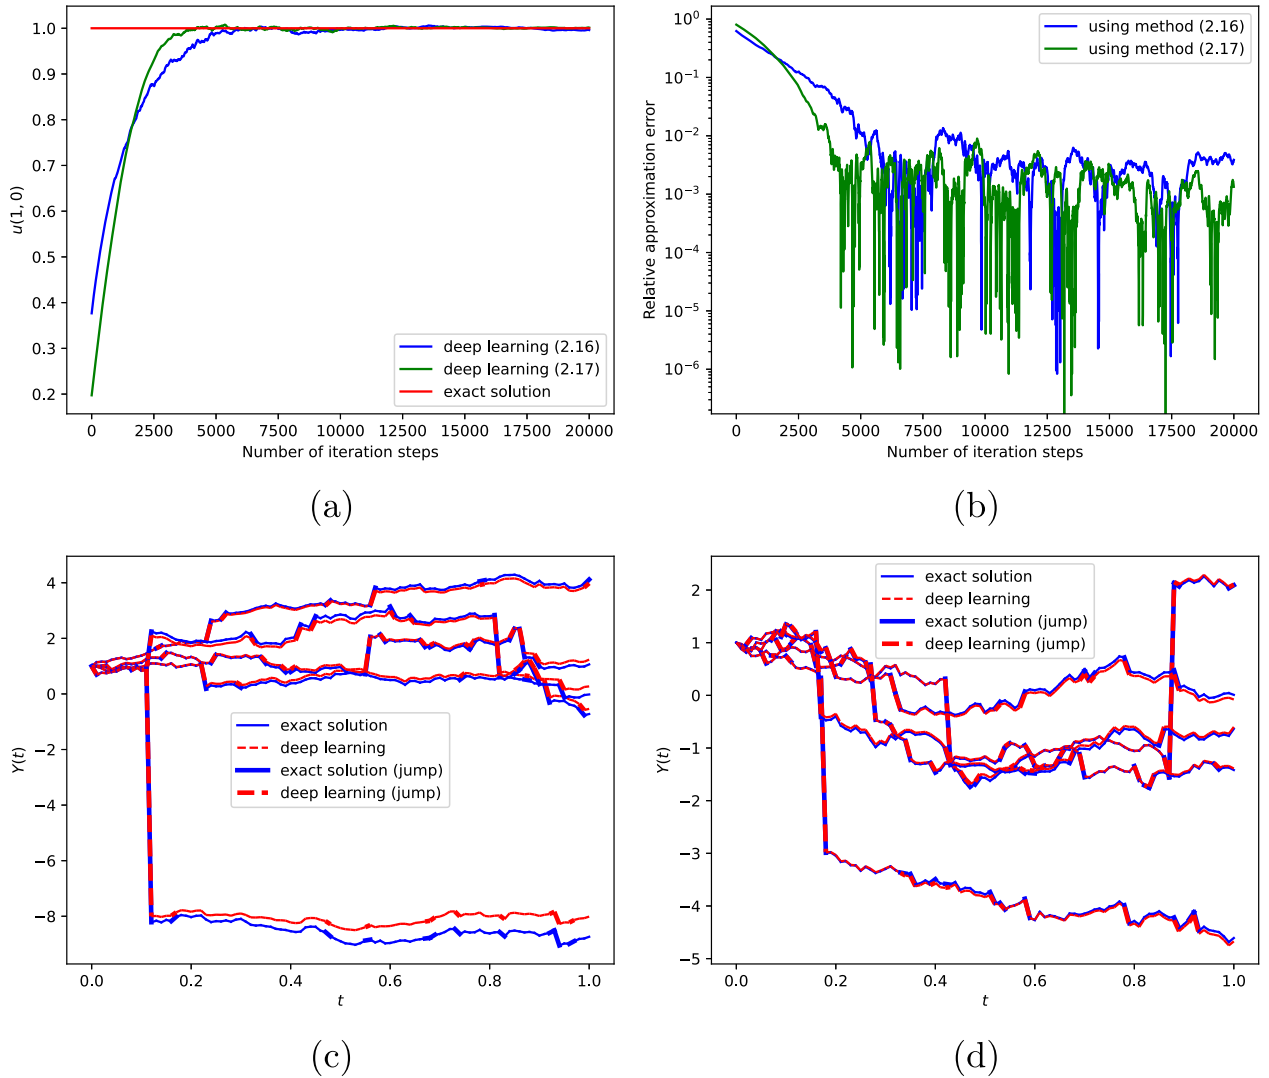 1.0
0.9
0.8
0.7
0.6
0.5
0.4
0.3
0.2
u(1, 0)
deep learning (2.16)
deep learning (2.17)
exact solution
0 2500 5000 7500 10000 12500 15000 17500 20000
Number of iteration steps
(a)
10⁰
10⁻¹
10⁻²
10⁻³
10⁻⁴
10⁻⁵
10⁻⁶
Relative approximation error
using method (2.16)
using method (2.17)
0 2500 5000 7500 10000 12500 15000 17500 20000
Number of iteration steps
(b)
4
2
0
−2
−4
−6
−8
Y(t)
exact solution
deep learning
exact solution (jump)
deep learning (jump)
0.0 0.2 0.4 0.6 0.8 1.0
t
(c)
2
1
0
−1
−2
−3
−4
−5
Y(t)
exact solution
deep learning
exact solution (jump)
deep learning (jump)
0.0 0.2 0.4 0.6 0.8 1.0
t
(d)